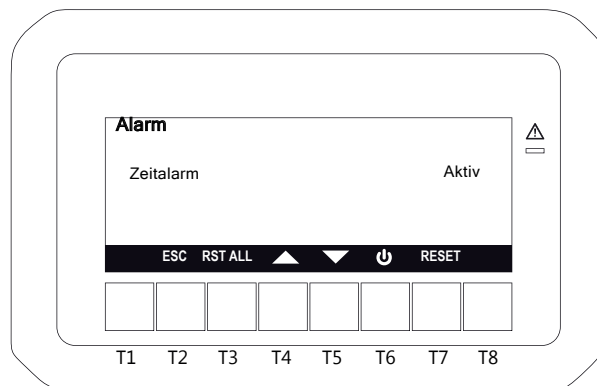 Alarm
Zeitalarm Aktiv
ESC RST ALL RESET
T1 T2 T3 T4 T5 T6 T7 T8